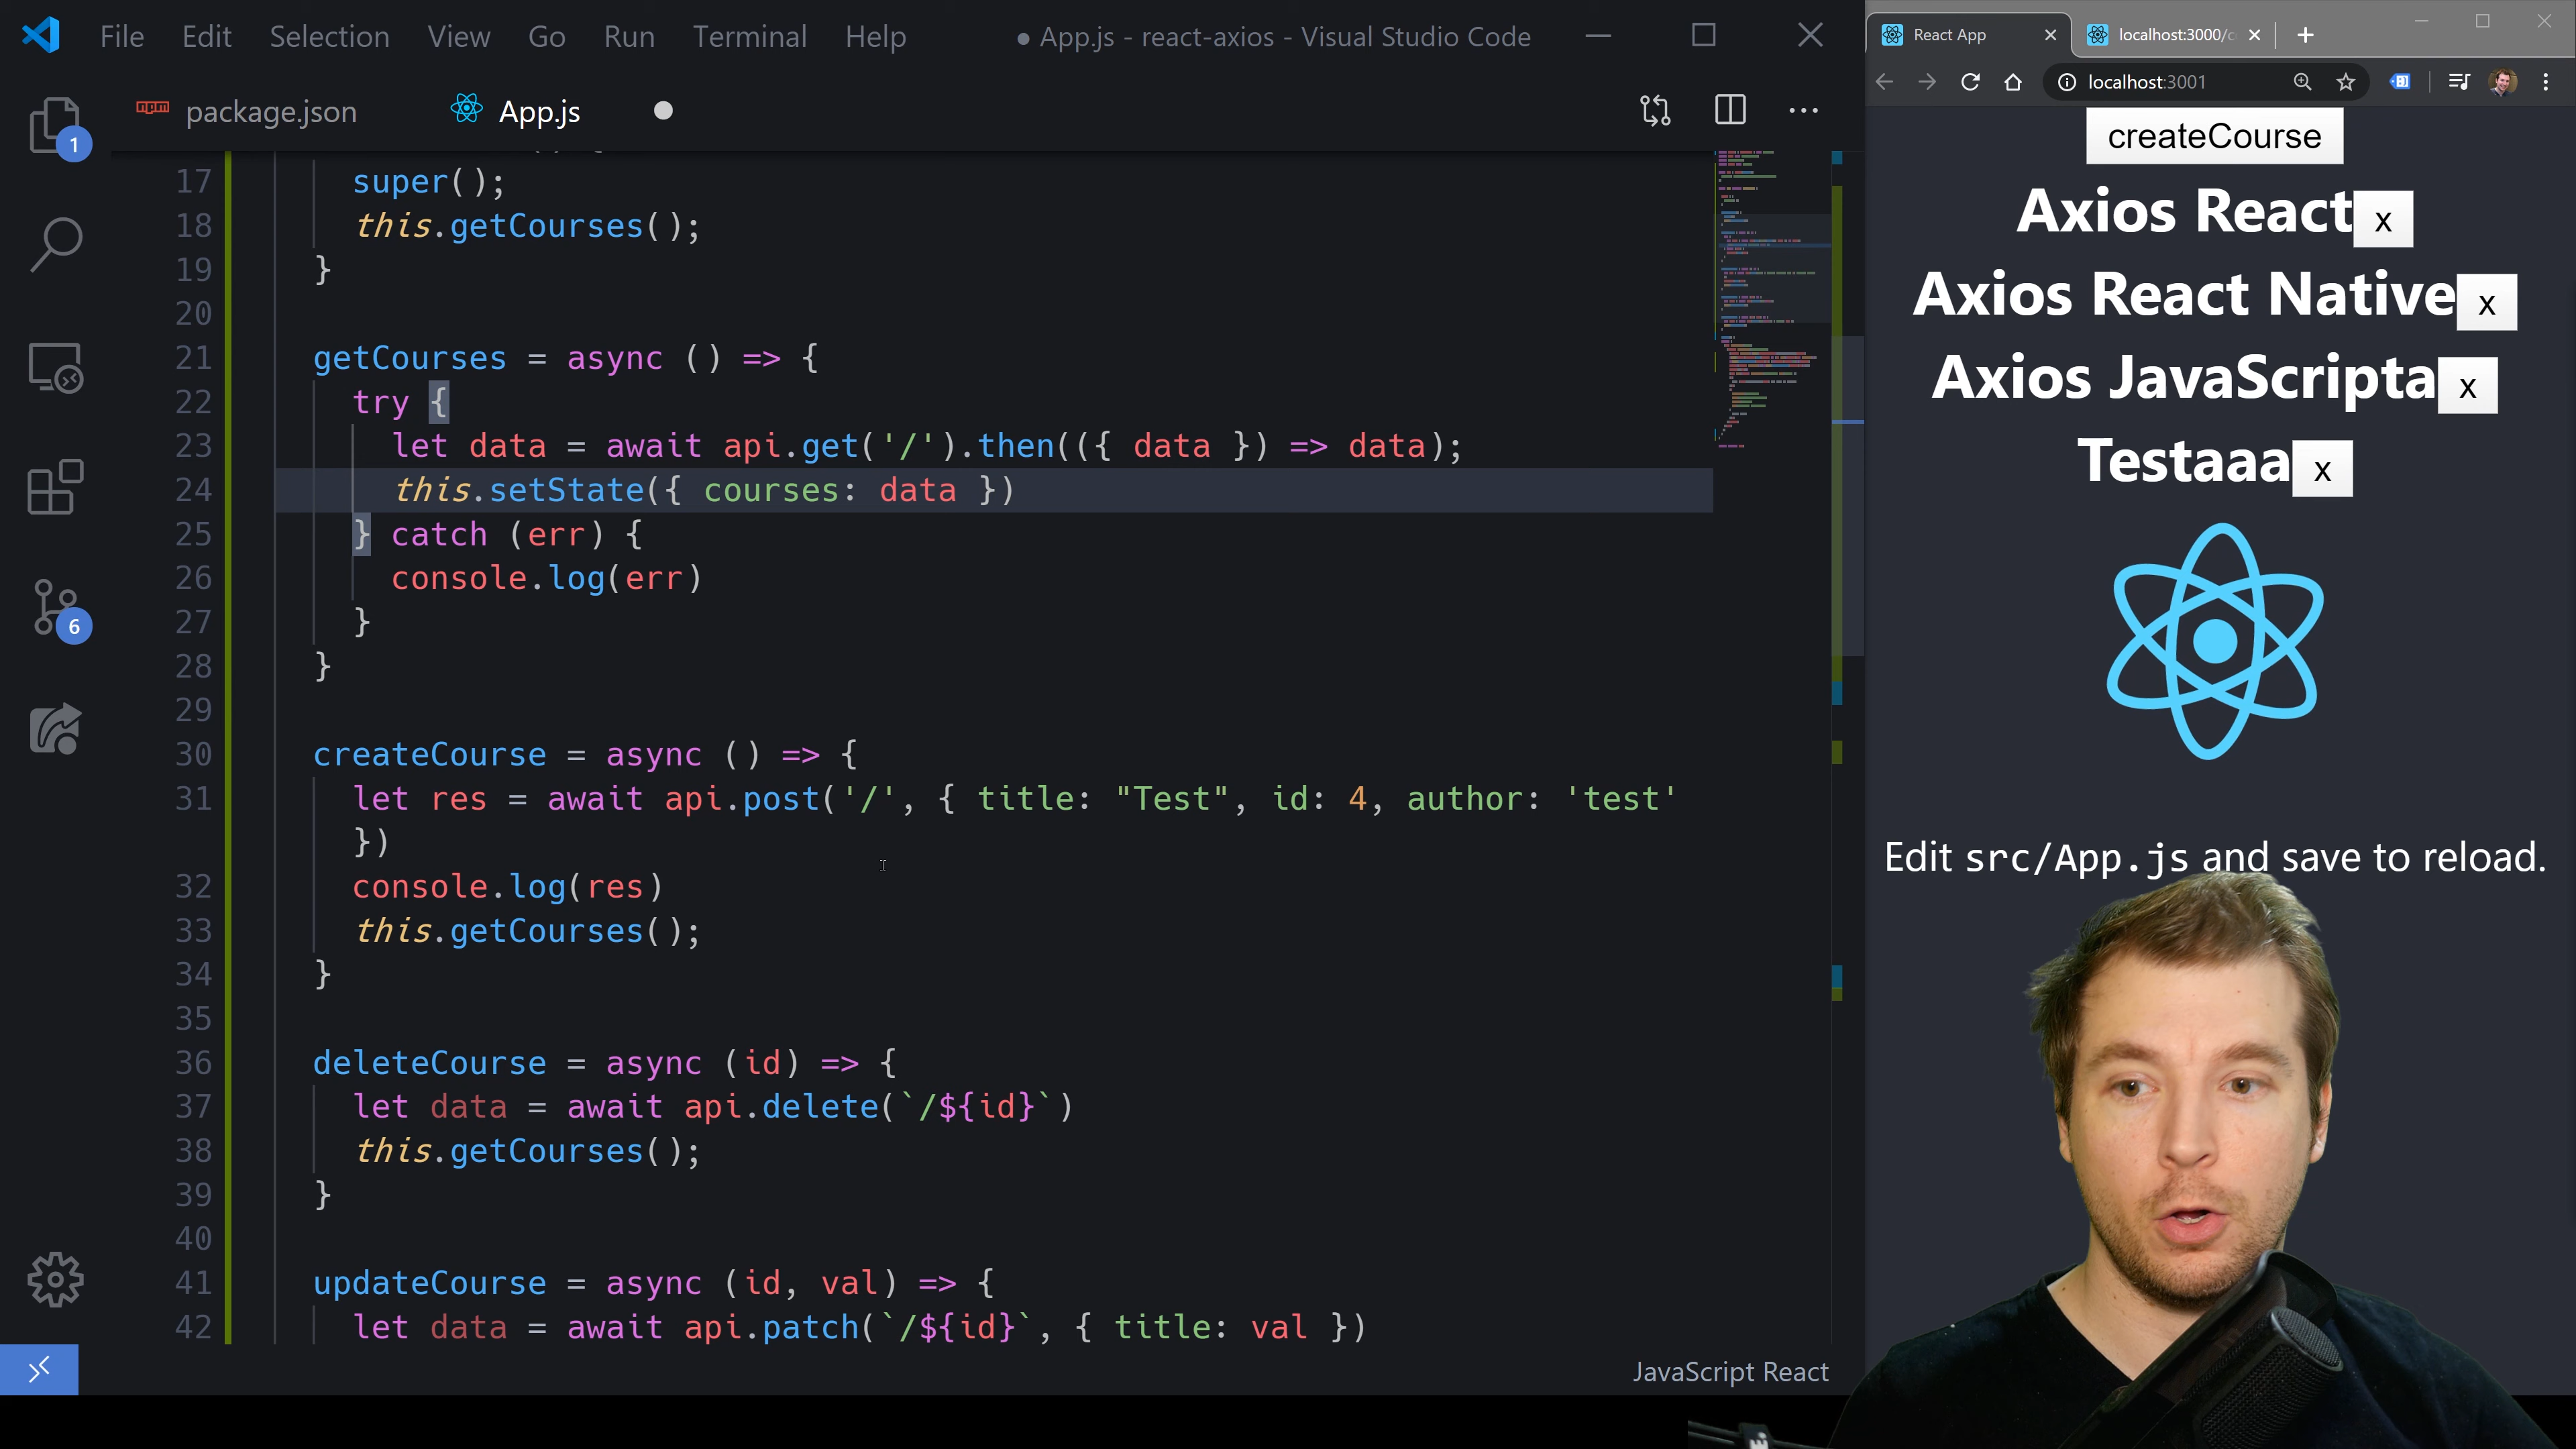 File Edit Selection View Go Run Terminal Help
● App.js - react-axios - Visual Studio Code
package.json
App.js
17 super();
18 this.getCourses();
19 }
20
21 getCourses = async () => {
22 try {
23 let data = await api.get('/').then(({ data }) => data);
24 this.setState({ courses: data })
25 } catch (err) {
26 console.log(err)
27 }
28 }
29
30 createCourse = async () => {
31 let res = await api.post('/', { title: "Test", id: 4, author: 'test'
})
32 console.log(res)
33 this.getCourses();
34 }
35
36 deleteCourse = async (id) => {
37 let data = await api.delete(`/${id}`)
38 this.getCourses();
39 }
40
41 updateCourse = async (id, val) => {
42 let data = await api.patch(`/${id}`, { title: val })
1
6
JavaScript React
React App
localhost:3000/c
localhost:3001
createCourse
Axios React x
Axios React Native x
Axios JavaScripta x
Testaaa x
Edit src/App.js and save to reload.